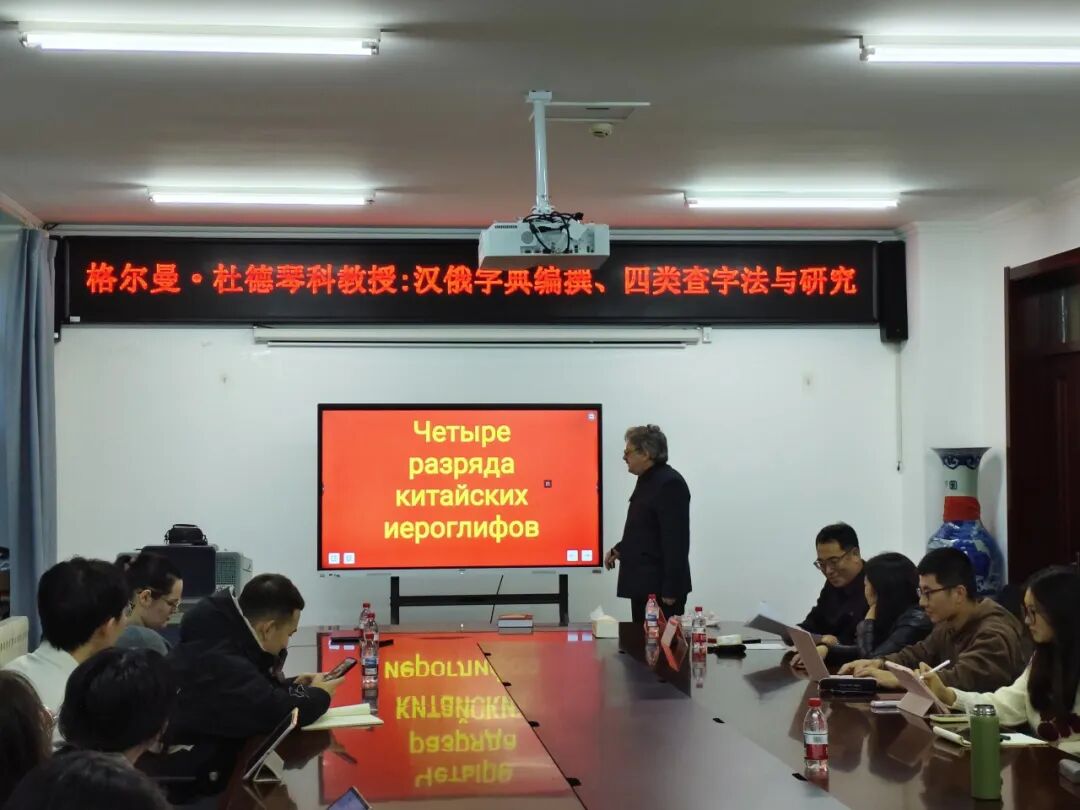 格尔曼·杜德琴科教授:汉俄字典编撰、四类查字法与研究
Четыре
разряда
китайских
иероглифов